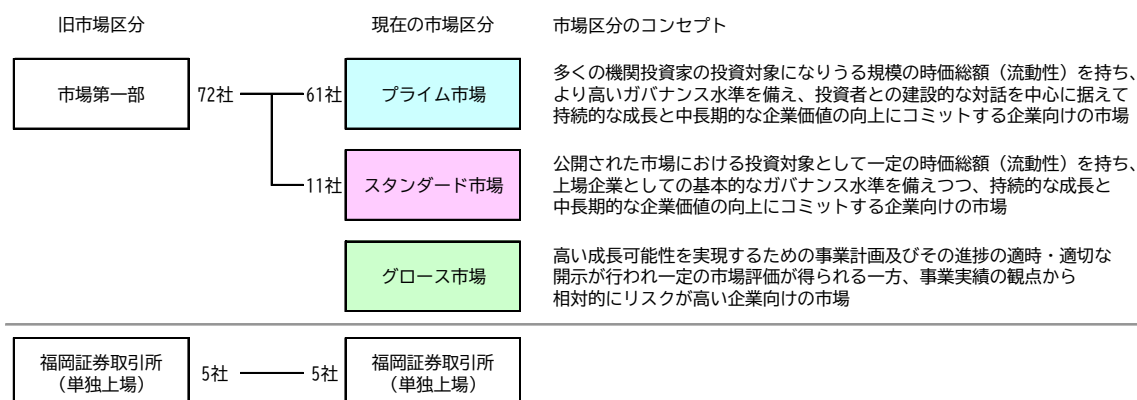 旧市場区分
現在の市場区分
市場区分のコンセプト
市場第一部
72社
61社
プライム市場
多くの機関投資家の投資対象になりうる規模の時価総額（流動性）を持ち、
より高いガバナンス水準を備え、投資者との建設的な対話を中心に据えて
持続的な成長と中長期的な企業価値の向上にコミットする企業向けの市場
11社
スタンダード市場
公開された市場における投資対象として一定の時価総額（流動性）を持ち、
上場企業としての基本的なガバナンス水準を備えつつ、持続的な成長と
中長期的な企業価値の向上にコミットする企業向けの市場
グロース市場
高い成長可能性を実現するための事業計画及びその進捗の適時・適切な
開示が行われ一定の市場評価が得られる一方、事業実績の観点から
相対的にリスクが高い企業向けの市場
福岡証券取引所
（単独上場）
5社
5社
福岡証券取引所
（単独上場）